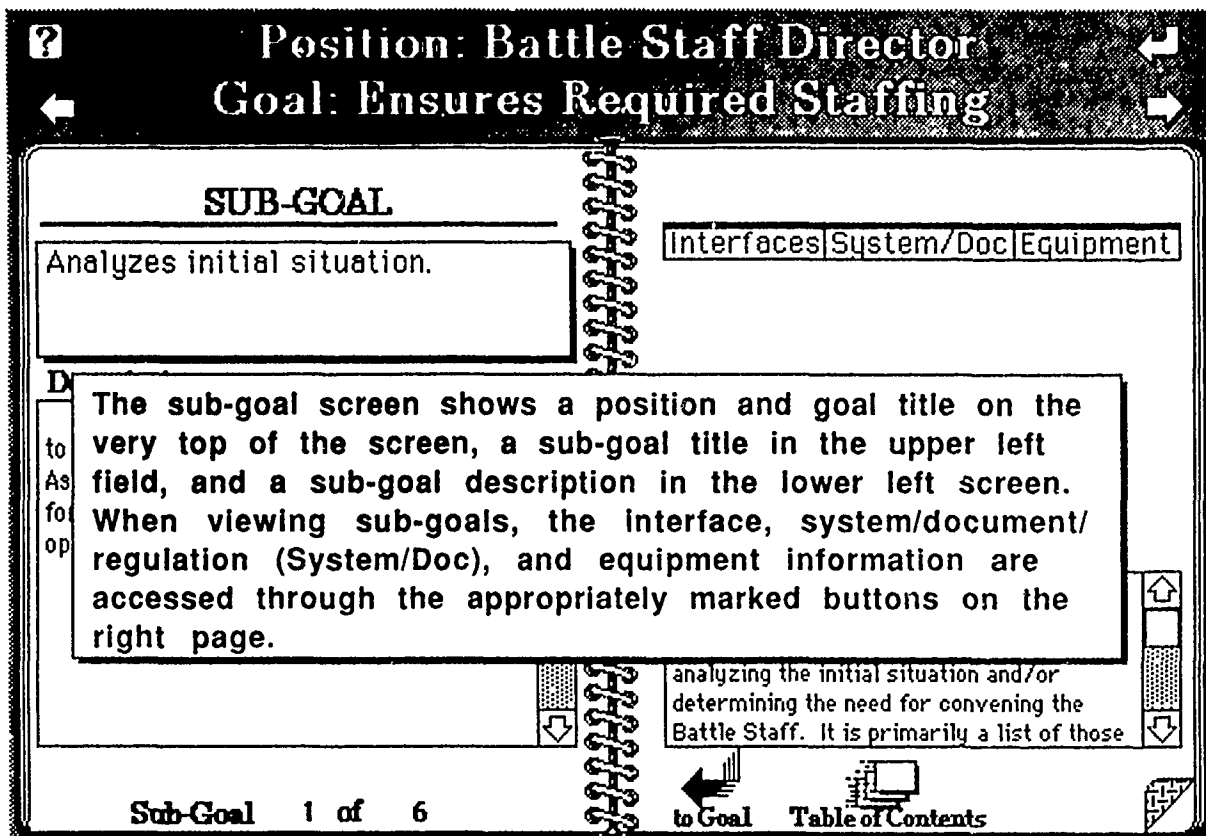 ?
Position: Battle Staff Director
Goal: Ensures Required Staffing
SUB-GOAL
Analyzes initial situation.
The sub-goal screen shows a position and goal title on the
very top of the screen, a sub-goal title in the upper left
field, and a sub-goal description in the lower left screen.
When viewing sub-goals, the interface, system/document/
regulation (System/Doc), and equipment information are
accessed through the appropriately marked buttons on the
right page.
to
As
op
Sub-Goal 1 of 6
Interfaces System/Doc Equipment
analyzing the initial situation and/or
determining the need for convening the
Battle Staff. It is primarily a list of those
to Goal Table of Contents